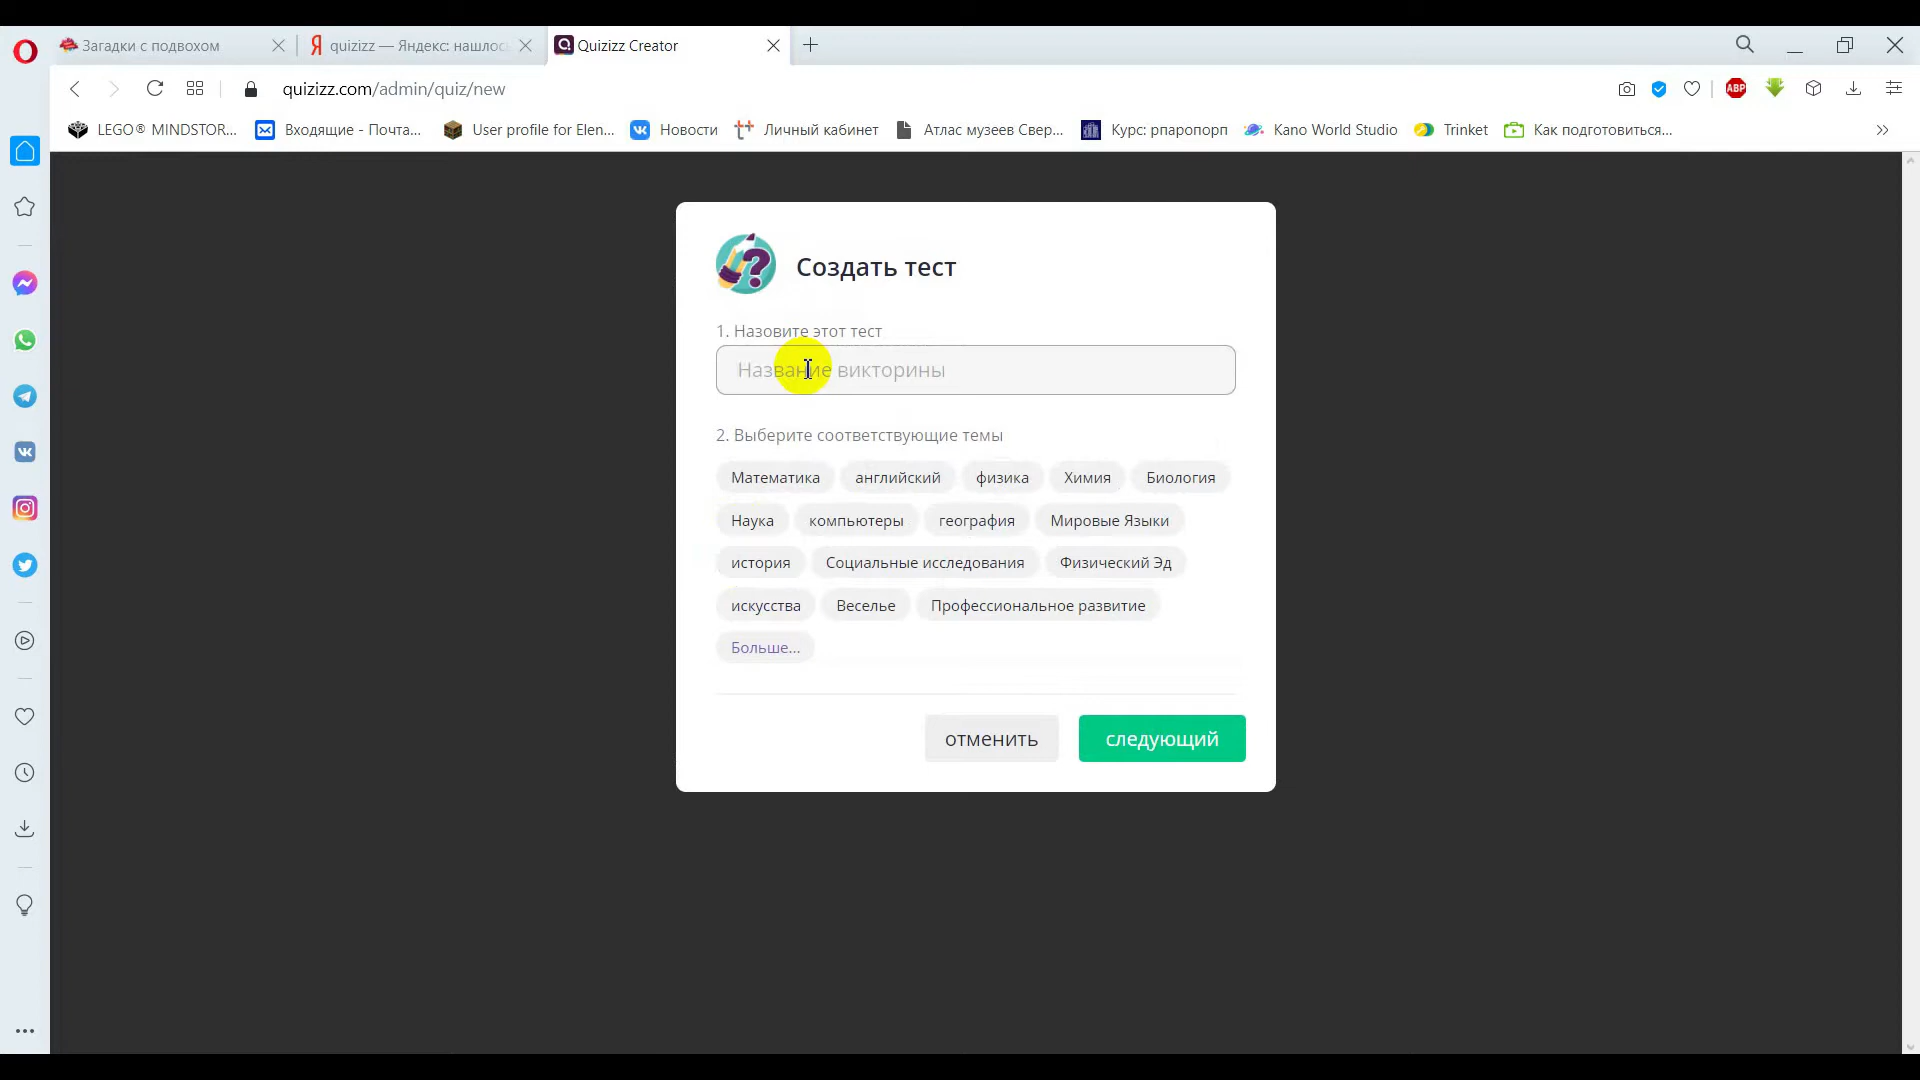 Загадки с подвохом
Я quizizz — Яндекс: нашлос
Quizizz Creator
quizizz.com/admin/quiz/new
ABP
LEGO® MINDSTOR...
Входящие - Почта...
User profile for Elen...
Новости
Личный кабинет
Атлас музеев Свер...
Курс: рпаропорп
Kano World Studio
Trinket
Как подготовиться...
Создать тест
1. Назовите этот тест
Название викторины
2. Выберите соответствующие темы
Математика английский физика Химия Биология
Наука компьютеры география Мировые Языки
история Социальные исследования Физический Эд
искусства Веселье Профессиональное развитие
Больше...
отменить следующий